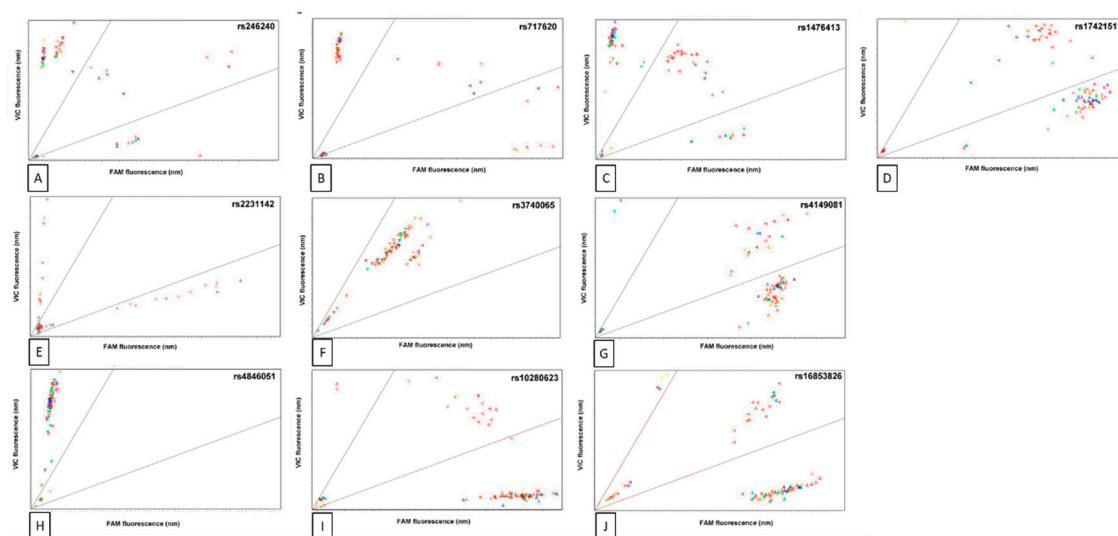 rs246240
VIC fluorescence (nm)
FAM fluorescence (nm)
A
rs717620
VIC fluorescence (nm)
FAM fluorescence (nm)
B
rs1476413
VIC fluorescence (nm)
FAM fluorescence (nm)
C
rs1742151
VIC fluorescence (nm)
FAM fluorescence (nm)
D
rs2231142
VIC fluorescence (nm)
FAM fluorescence (nm)
E
rs3740065
VIC fluorescence (nm)
FAM fluorescence (nm)
F
rs4149081
VIC fluorescence (nm)
FAM fluorescence (nm)
G
rs4846051
VIC fluorescence (nm)
FAM fluorescence (nm)
H
rs10280623
VIC fluorescence (nm)
FAM fluorescence (nm)
I
rs16853826
VIC fluorescence (nm)
FAM fluorescence (nm)
J